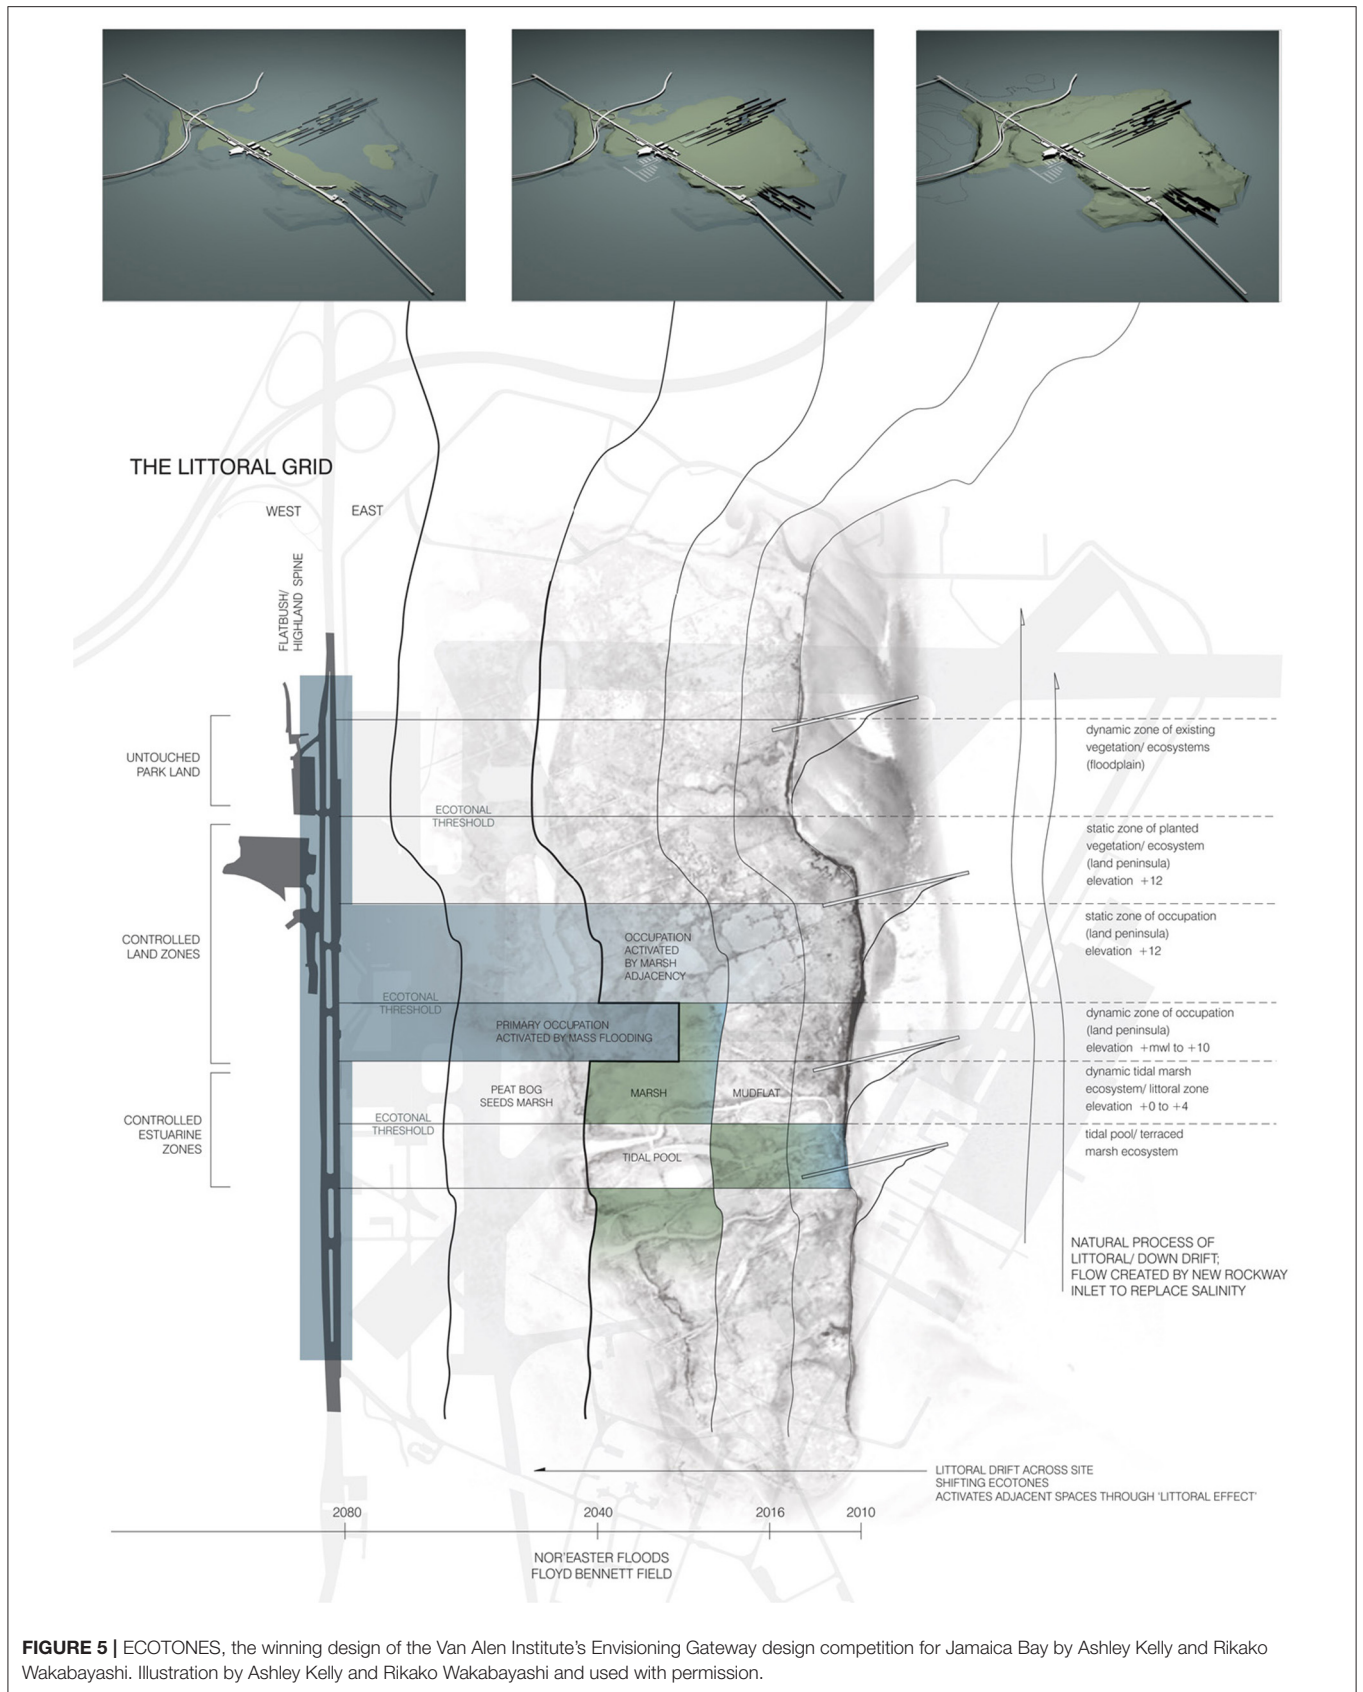 THE LITTORAL GRID
WEST
EAST
FLATBUSH/
HIGHLAND SPINE
UNTOUCHED
PARK LAND
CONTROLLED
LAND ZONES
CONTROLLED
ESTUARINE
ZONES
ECOTONAL
THRESHOLD
OCCUPATION
ACTIVATED
BY MARSH
ADJACENCY
ECOTONAL
THRESHOLD
PRIMARY OCCUPATION
ACTIVATED BY MASS FLOODING
PEAT BOG
SEEDS MARSH
MARSH
MUDFLAT
ECOTONAL
THRESHOLD
TIDAL POOL
dynamic zone of existing
vegetation/ ecosystems
(floodplain)
static zone of planted
vegetation/ ecosystem
(land peninsula)
elevation +12
static zone of occupation
(land peninsula)
elevation +12
dynamic zone of occupation
(land peninsula)
elevation +mwl to +10
dynamic tidal marsh
ecosystem/ littoral zone
elevation +0 to +4
tidal pool/ terraced
marsh ecosystem
NATURAL PROCESS OF
LITTORAL/ DOWN DRIFT;
FLOW CREATED BY NEW ROCKWAY
INLET TO REPLACE SALINITY
LITTORAL DRIFT ACROSS SITE
SHIFTING ECOTONES
ACTIVATES ADJACENT SPACES THROUGH 'LITTORAL EFFECT'
2080
2040
2016
2010
NOR'EASTER FLOODS
FLOYD BENNETT FIELD
FIGURE 5 | ECOTONES, the winning design of the Van Alen Institute's Envisioning Gateway design competition for Jamaica Bay by Ashley Kelly and Rikako
Wakabayashi. Illustration by Ashley Kelly and Rikako Wakabayashi and used with permission.